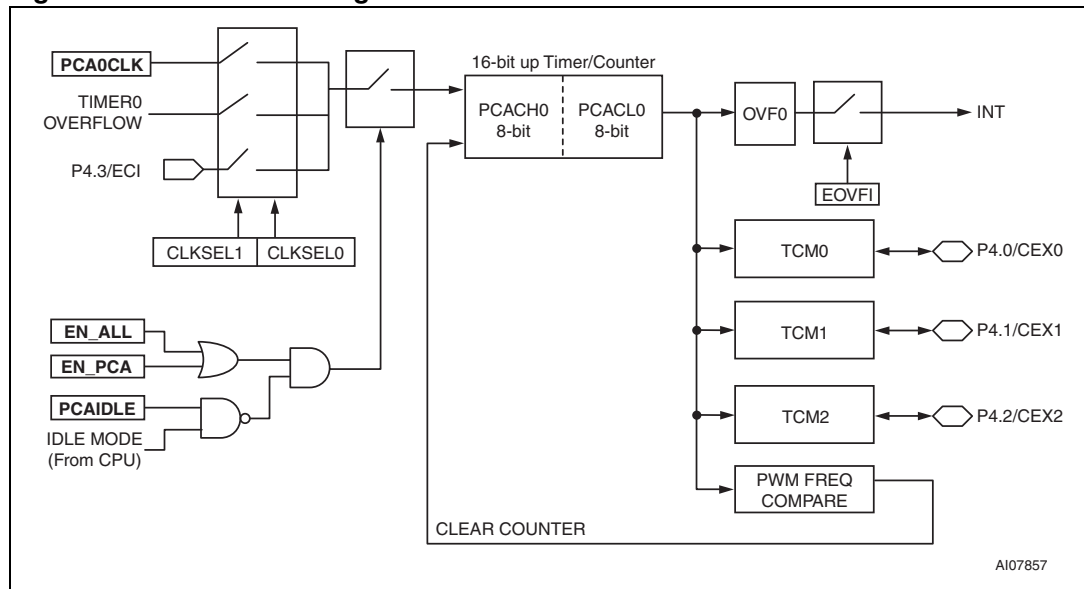 PCA0CLK
TIMER0
OVERFLOW
P4.3/ECI
CLKSEL1
CLKSEL0
16-bit up Timer/Counter
PCACH0
8-bit
PCACL0
8-bit
OVF0
INT
EOVFI
TCM0
P4.0/CEX0
TCM1
P4.1/CEX1
TCM2
P4.2/CEX2
PWM FREQ
COMPARE
CLEAR COUNTER
EN_ALL
EN_PCA
PCAIDLE
IDLE MODE
(From CPU)
AI07857